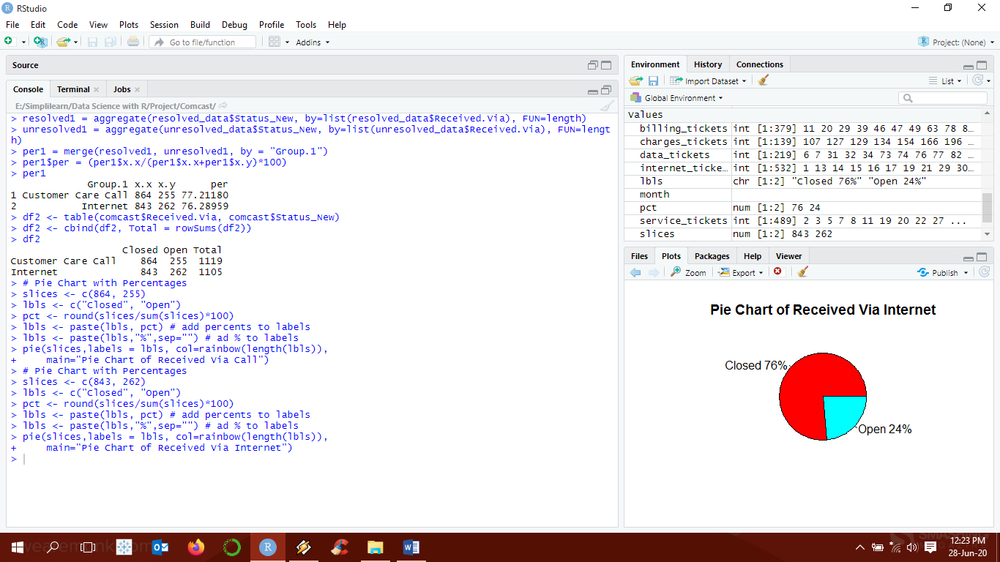 RStudio
File Edit Code View Plots Session Build Debug Profile Tools Help
Go to file/function Addins Project: (None)
Source
Console Terminal Jobs
E:/Simplilearn/Data Science with R/Project/Comcast/
> resolved1 = aggregate(resolved_data$Status_New, by=list(resolved_data$Received.Via), FUN=length)
> unresolved1 = aggregate(unresolved_data$Status_New, by=list(unresolved_data$Received.Via), FUN=lengt
h)
> per1 = merge(resolved1, unresolved1, by = "Group.1")
> per1$per = (per1$x.x/(per1$x.x+per1$x.y)*100)
> per1
Group.1 x.x x.y per
1 Customer Care Call 864 255 77.21180
2 Internet 843 262 76.28959
> df2 <- table(comcast$Received.Via, comcast$Status_New)
> df2 <- cbind(df2, Total = rowSums(df2))
> df2
Closed Open Total
Customer Care Call 864 255 1119
Internet 843 262 1105
> # Pie Chart with Percentages
> slices <- c(864, 255)
> lbls <- c("Closed", "Open")
> pct <- round(slices/sum(slices)*100)
> lbls <- paste(lbls, pct) # add percents to labels
> lbls <- paste(lbls,"%",sep="") # ad % to labels
> pie(slices,labels = lbls, col=rainbow(length(lbls)),
+ main="Pie Chart of Received Via Call")
> # Pie Chart with Percentages
> slices <- c(843, 262)
> lbls <- c("Closed", "Open")
> pct <- round(slices/sum(slices)*100)
> lbls <- paste(lbls, pct) # add percents to labels
> lbls <- paste(lbls,"%",sep="") # ad % to labels
> pie(slices,labels = lbls, col=rainbow(length(lbls)),
+ main="Pie Chart of Received Via Internet")
>
Environment History Connections
Import Dataset List
Global Environment
Values
billing_tickets int [1:379] 11 20 29 39 46 47 49 63 78 8…
charges_tickets int [1:139] 107 127 129 134 154 166 196 …
data_tickets int [1:219] 6 7 31 32 34 73 74 76 77 82 …
internet_ticke… int [1:532] 1 13 14 15 16 17 19 21 29 30…
lbls chr [1:2] "Closed 76%" "Open 24%"
month
pct num [1:2] 76 24
service_tickets int [1:489] 2 3 5 7 8 11 19 20 22 27 ...
slices num [1:2] 843 262
Files Plots Packages Help Viewer
Zoom Export Publish
Pie Chart of Received Via Internet
Closed 76%
Open 24%
12:23 PM
28-Jun-20